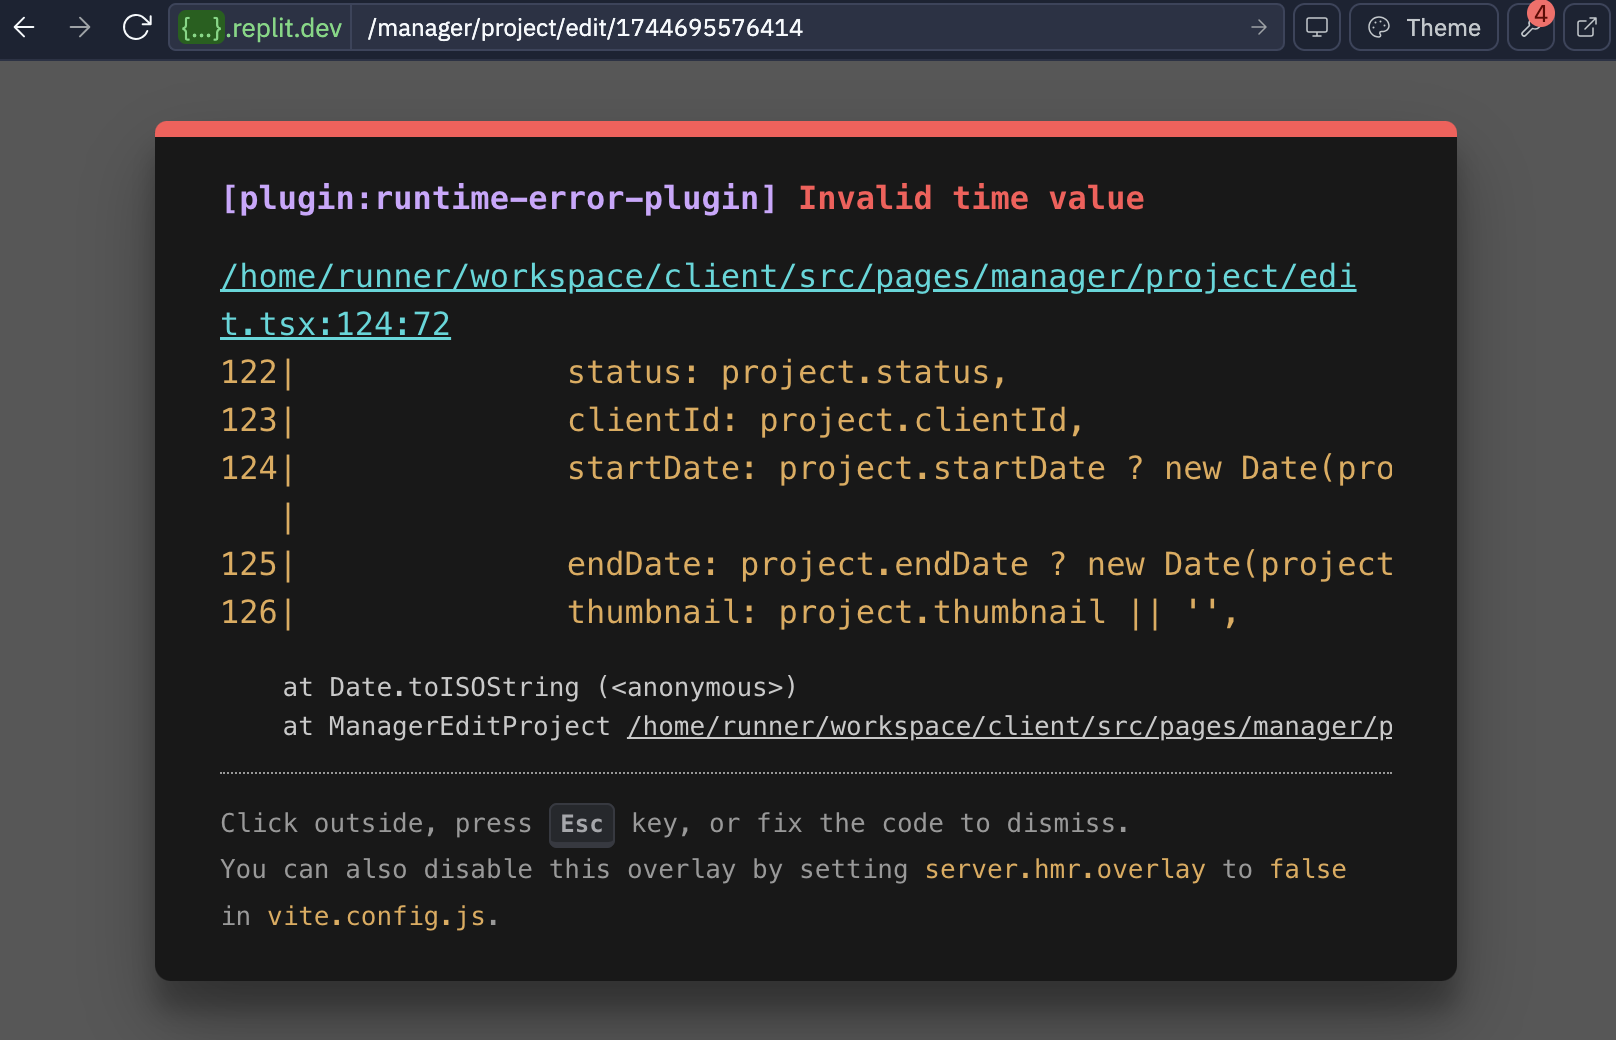 {...}.replit.dev /manager/project/edit/1744695576414 Theme 4
[plugin:runtime-error-plugin] Invalid time value
/home/runner/workspace/client/src/pages/manager/project/edi
t.tsx:124:72
122| status: project.status,
123| clientId: project.clientId,
124| startDate: project.startDate ? new Date(pro
|
125| endDate: project.endDate ? new Date(project
126| thumbnail: project.thumbnail || '',
at Date.toISOString (<anonymous>)
at ManagerEditProject /home/runner/workspace/client/src/pages/manager/p
Click outside, press Esc key, or fix the code to dismiss.
You can also disable this overlay by setting server.hmr.overlay to false
in vite.config.js.